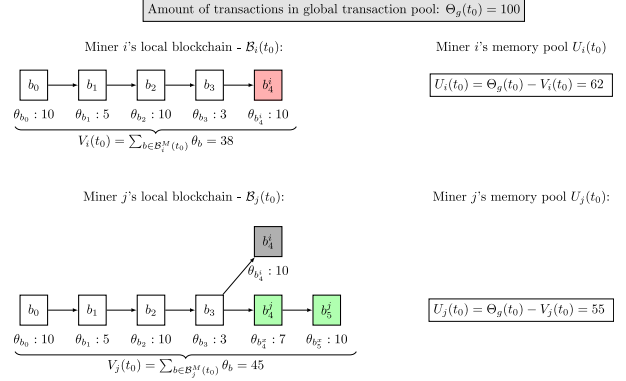 Amount of transactions in global transaction pool: Θ_g(t_0) = 100
Miner i's local blockchain - 𝓑_i(t_0):
Miner i's memory pool U_i(t_0)
b_0 b_1 b_2 b_3 b_4^i
U_i(t_0) = Θ_g(t_0) − V_i(t_0) = 62
θ_{b_0} : 10 θ_{b_1} : 5 θ_{b_2} : 10 θ_{b_3} : 3 θ_{b_4^i} : 10
V_i(t_0) = ∑_{b∈𝓑_i^M(t_0)} θ_b = 38
Miner j's local blockchain - 𝓑_j(t_0):
Miner j's memory pool U_j(t_0):
b_4^i
θ_{b_4^i} : 10
b_0 b_1 b_2 b_3 b_4^j b_5^j
U_j(t_0) = Θ_g(t_0) − V_j(t_0) = 55
θ_{b_0} : 10 θ_{b_1} : 5 θ_{b_2} : 10 θ_{b_3} : 3 θ_{b_4^x} : 7 θ_{b_5^x} : 10
V_j(t_0) = ∑_{b∈𝓑_j^M(t_0)} θ_b = 45